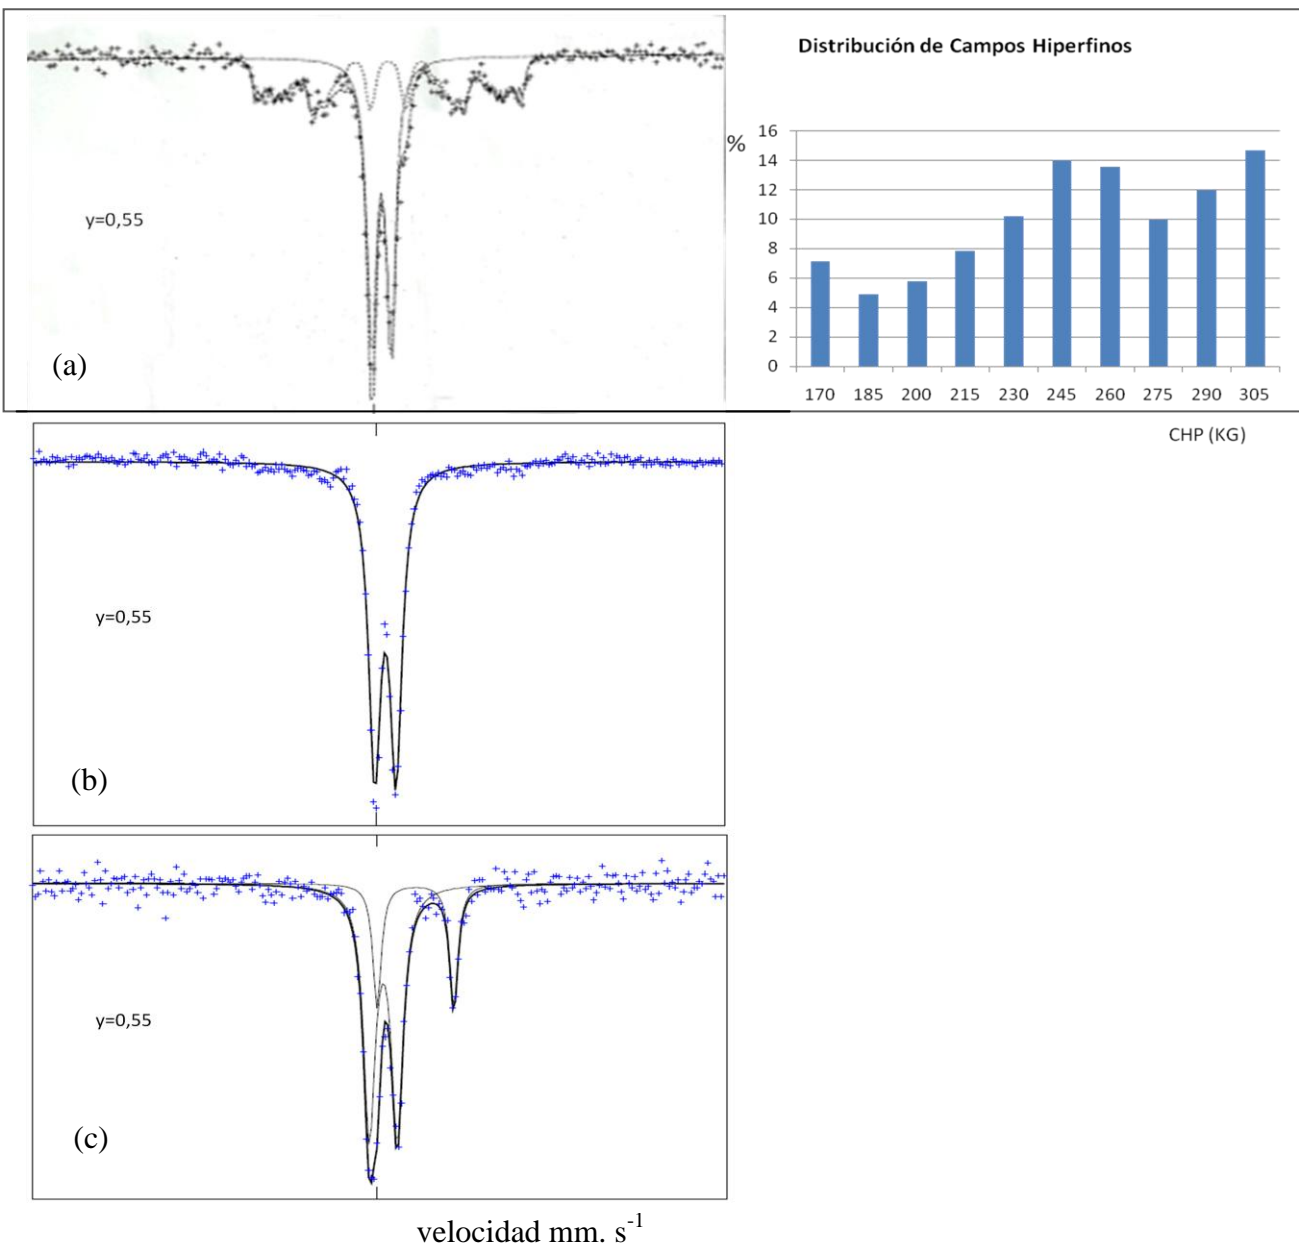 Distribución de Campos Hiperfinos
%
16
14
12
10
8
6
4
2
0
170 185 200 215 230 245 260 275 290 305
CHP (KG)
y=0,55
(a)
y=0,55
(b)
y=0,55
(c)
velocidad mm. s-1